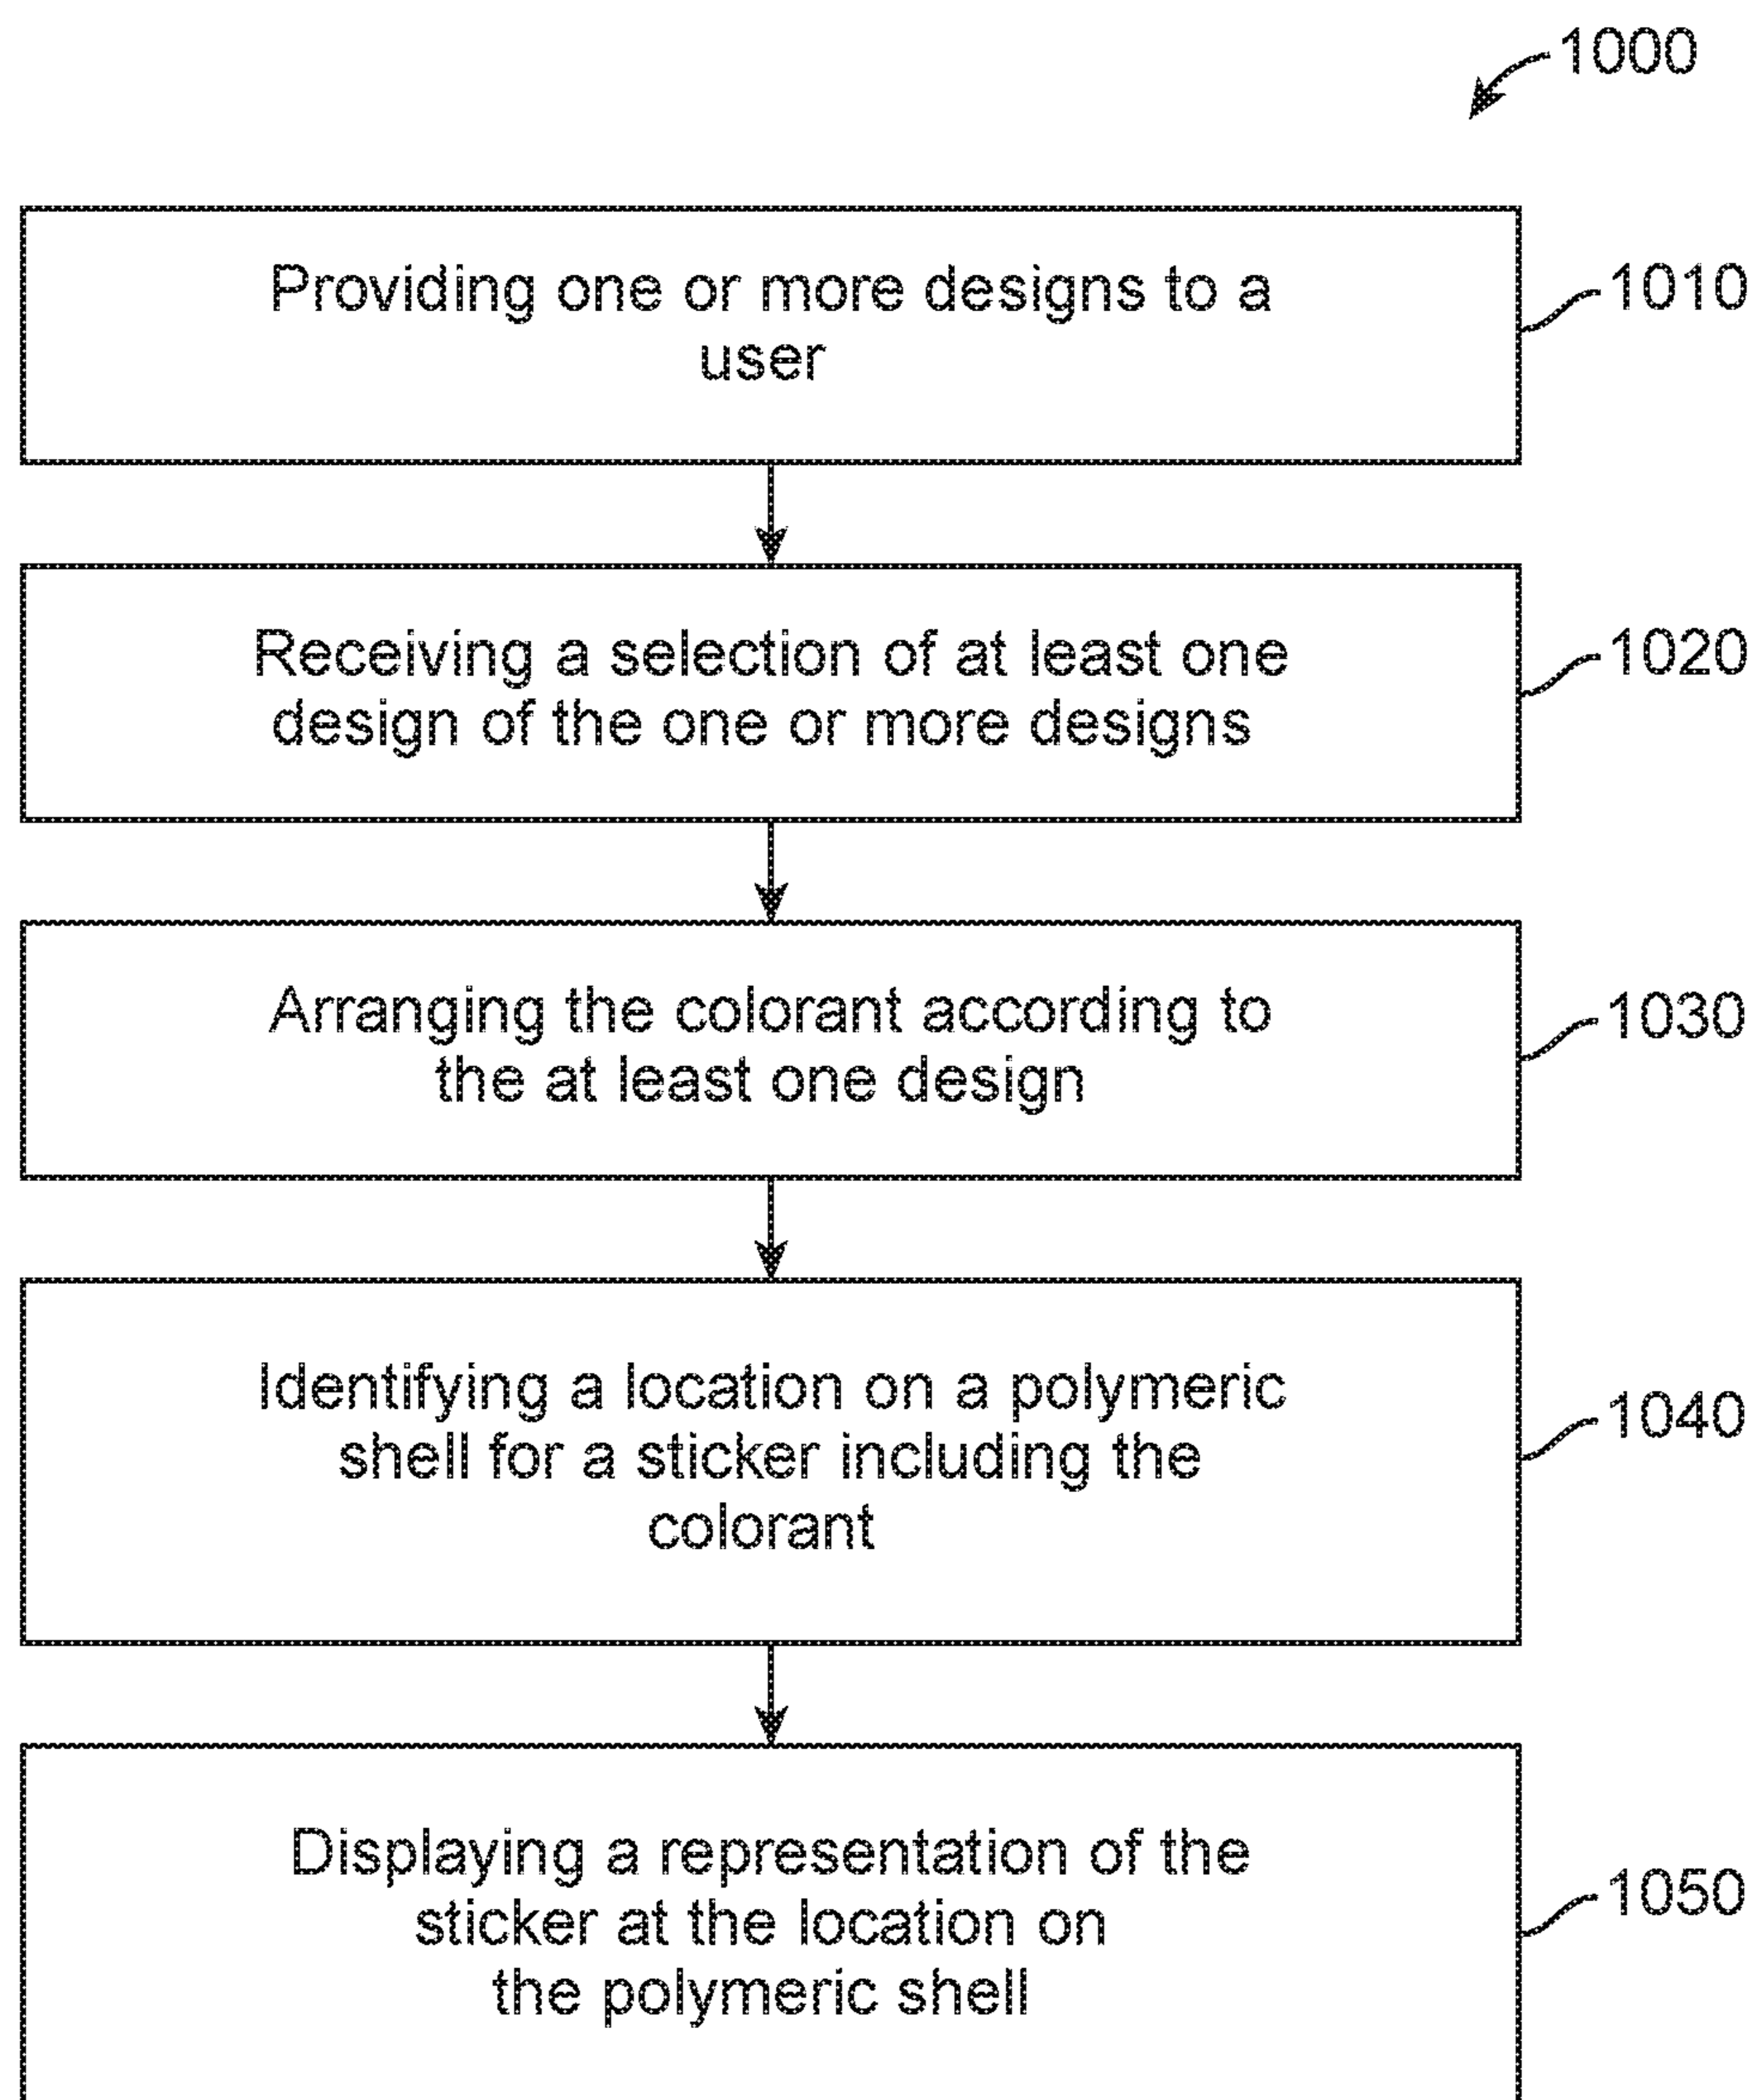 1000
Providing one or more designs to a
user
1010
Receiving a selection of at least one
design of the one or more designs
1020
Arranging the colorant according to
the at least one design
1030
Identifying a location on a polymeric
shell for a sticker including the
colorant
1040
Displaying a representation of the
sticker at the location on
the polymeric shell
1050